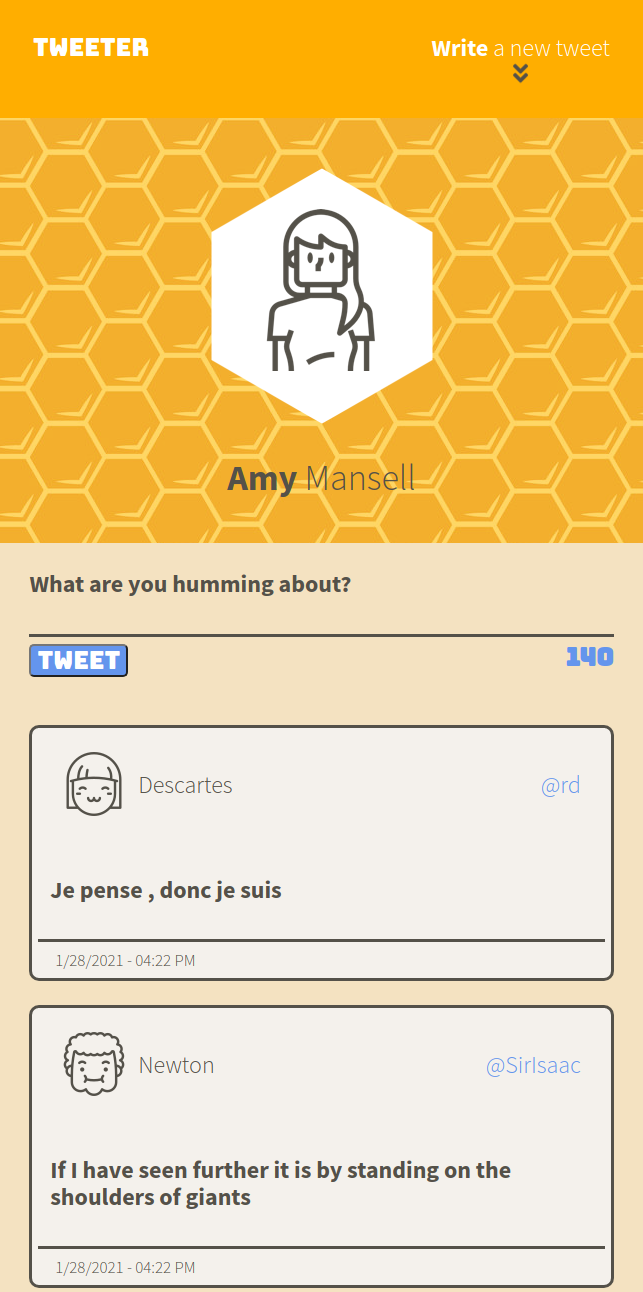 TWEETER
Write a new tweet
Amy Mansell
What are you humming about?
TWEET
140
Descartes
@rd
Je pense , donc je suis
1/28/2021 - 04:22 PM
Newton
@SirIsaac
If I have seen further it is by standing on the
shoulders of giants
1/28/2021 - 04:22 PM